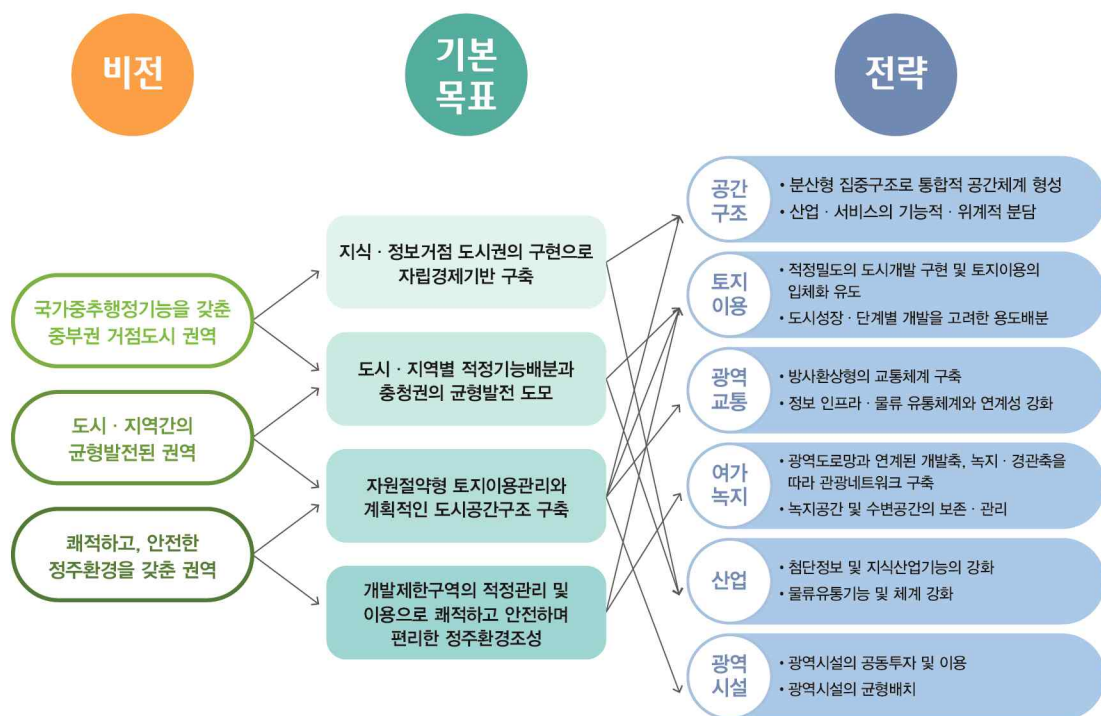 비전
기본
목표
전략
국가중추행정기능을 갖춘
중부권 거점도시 권역
도시 · 지역간의
균형발전된 권역
쾌적하고, 안전한
정주환경을 갖춘 권역
지식 · 정보거점 도시권의 구현으로
자립경제기반 구축
도시 · 지역별 적정기능배분과
충청권의 균형발전 도모
자원절약형 토지이용관리와
계획적인 도시공간구조 구축
개발제한구역의 적정관리 및
이용으로 쾌적하고 안전하며
편리한 정주환경조성
공간
구조
• 분산형 집중구조로 통합적 공간체계 형성
• 산업 · 서비스의 기능적 · 위계적 분담
토지
이용
• 적정밀도의 도시개발 구현 및 토지이용의
입체화 유도
• 도시성장 · 단계별 개발을 고려한 용도배분
광역
교통
• 방사환상형의 교통체계 구축
• 정보 인프라 · 물류 유통체계와 연계성 강화
여가
녹지
• 광역도로망과 연계된 개발축, 녹지 · 경관축을
따라 관광네트워크 구축
• 녹지공간 및 수변공간의 보존 · 관리
산업
• 첨단정보 및 지식산업기능의 강화
• 물류유통기능 및 체계 강화
광역
시설
• 광역시설의 공동투자 및 이용
• 광역시설의 균형배치